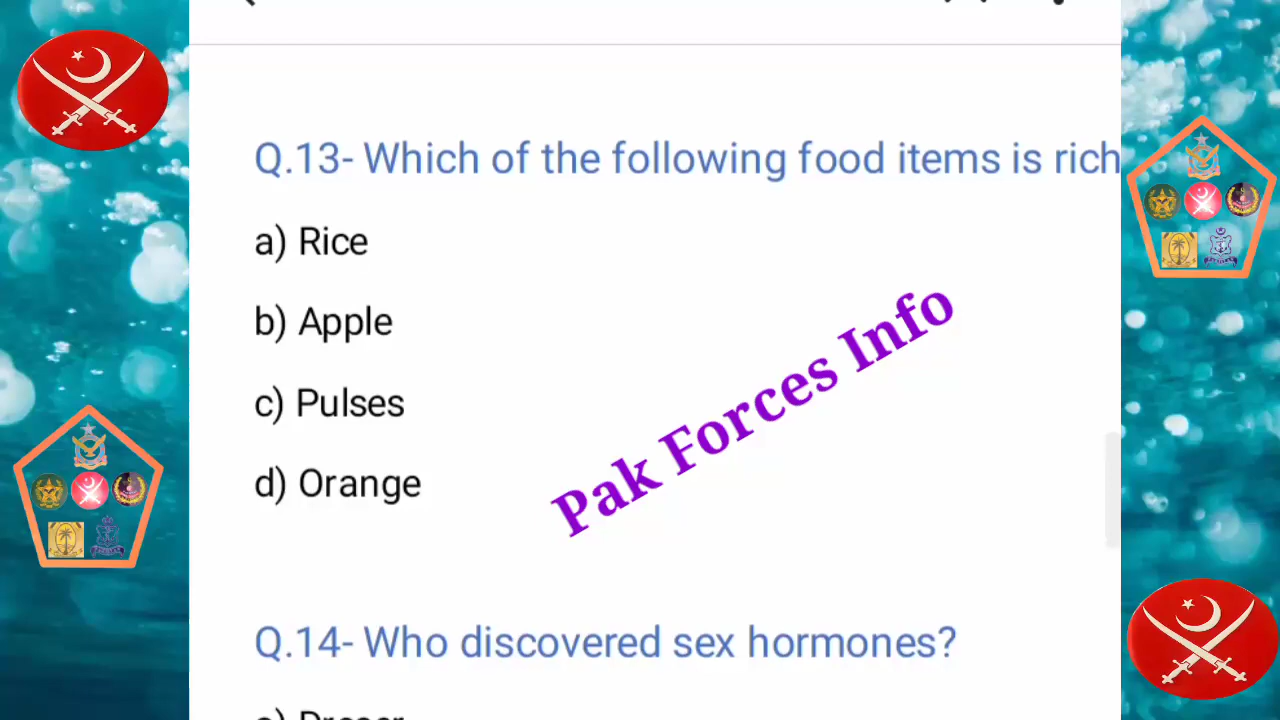 Q.13- Which of the following food items is rich
a) Rice
b) Apple
c) Pulses
d) Orange
Pak Forces Info
Q.14- Who discovered sex hormones?